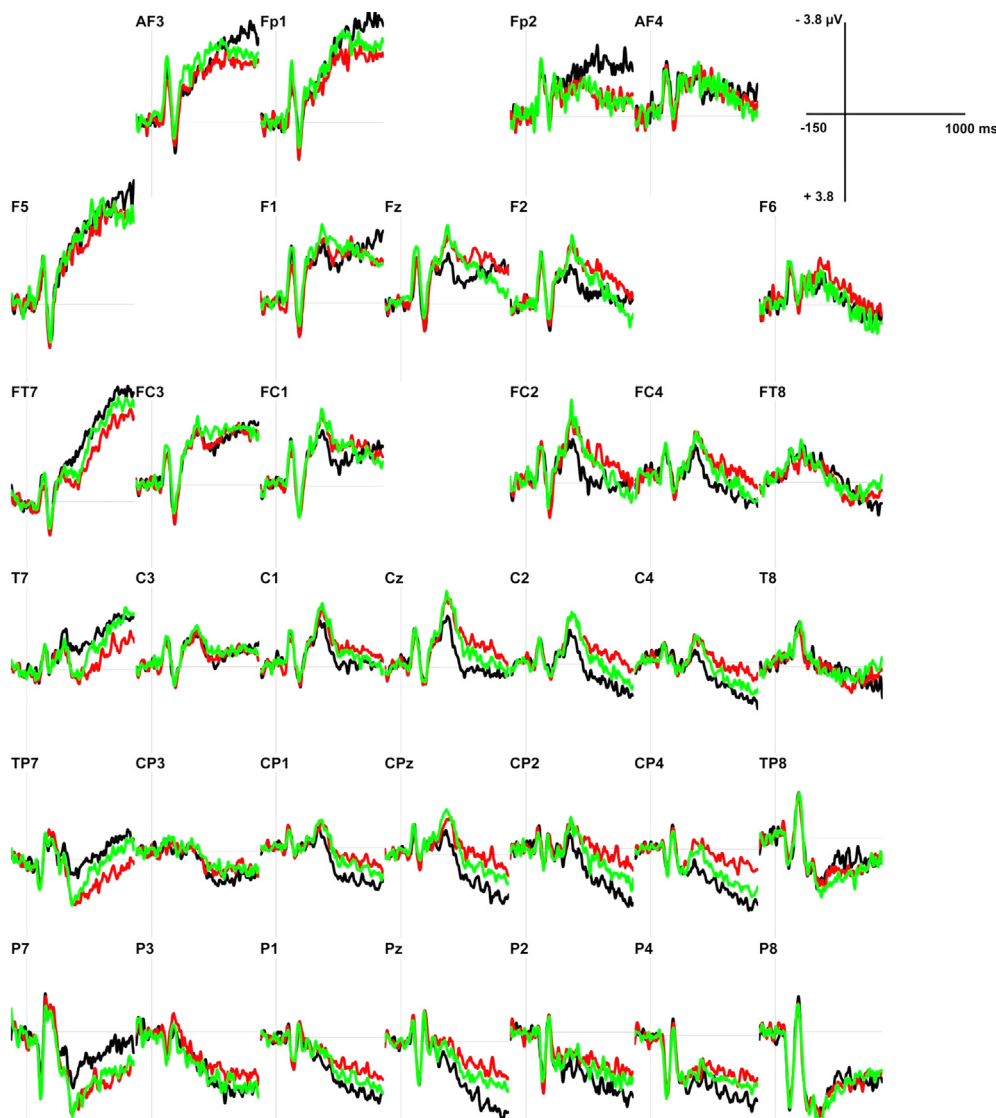 AF3 Fp1 Fp2 AF4
- 3.8 µV
-150 1000 ms
+ 3.8
F5 F1 Fz F2 F6
FT7 FC3 FC1 FC2 FC4 FT8
T7 C3 C1 Cz C2 C4 T8
TP7 CP3 CP1 CPz CP2 CP4 TP8
P7 P3 P1 Pz P2 P4 P8